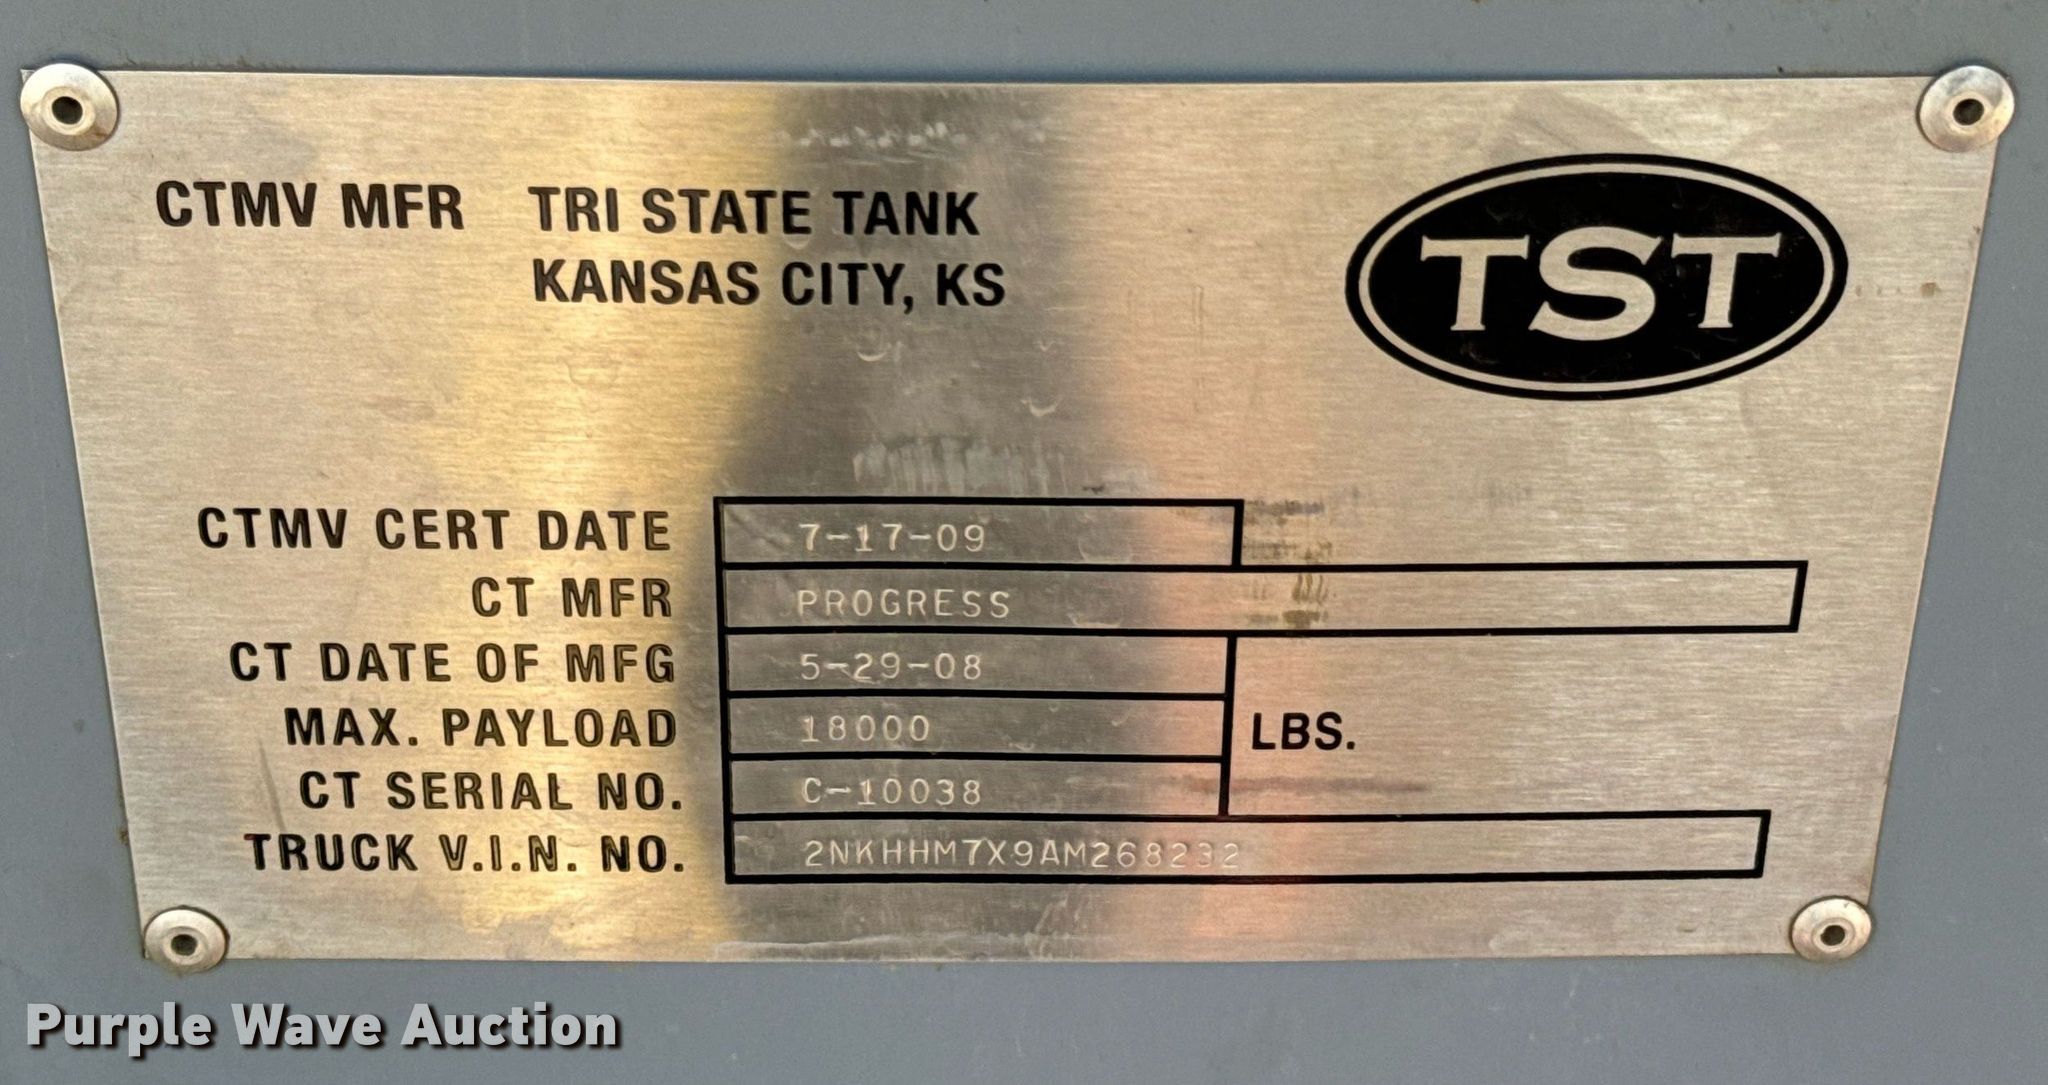 CTMV MFR TRI STATE TANK
KANSAS CITY, KS
TST
CTMV CERT DATE 7-17-09
CT MFR PROGRESS
CT DATE OF MFG 5-29-08
MAX. PAYLOAD 18000 LBS.
CT SERIAL NO. C-10038
TRUCK V.I.N. NO. 2NKHHM7X9AM268232
Purple Wave Auction